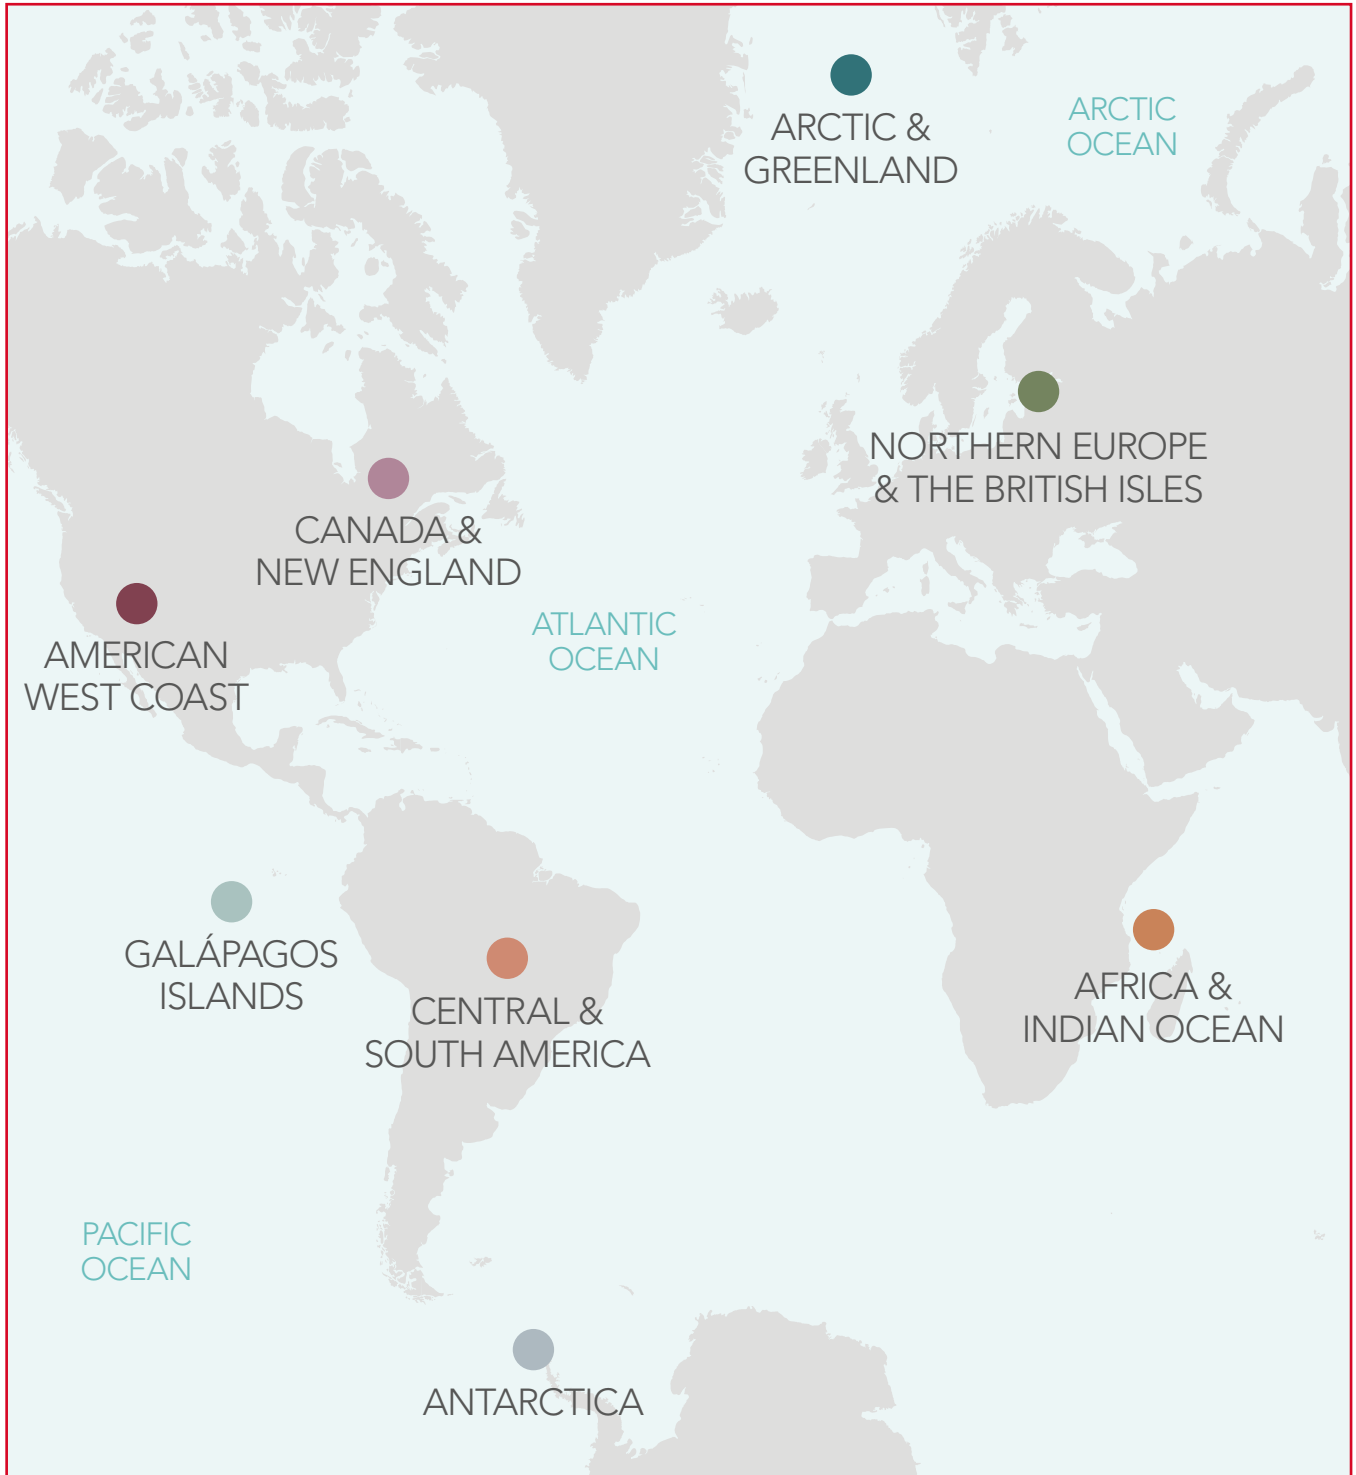 ARCTIC &
GREENLAND
ARCTIC
OCEAN
NORTHERN EUROPE
& THE BRITISH ISLES
CANADA &
NEW ENGLAND
AMERICAN
WEST COAST
ATLANTIC
OCEAN
GALÁPAGOS
ISLANDS
CENTRAL &
SOUTH AMERICA
AFRICA &
INDIAN OCEAN
PACIFIC
OCEAN
ANTARCTICA